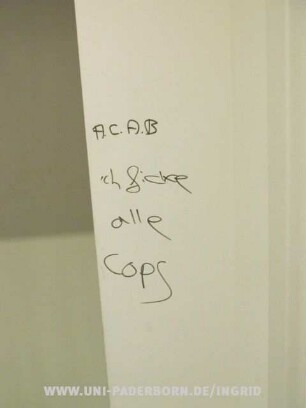 A.C.A.B
ich ficke
alle
Cops
WWW.UNI-PADERBORN.DE/INGRID